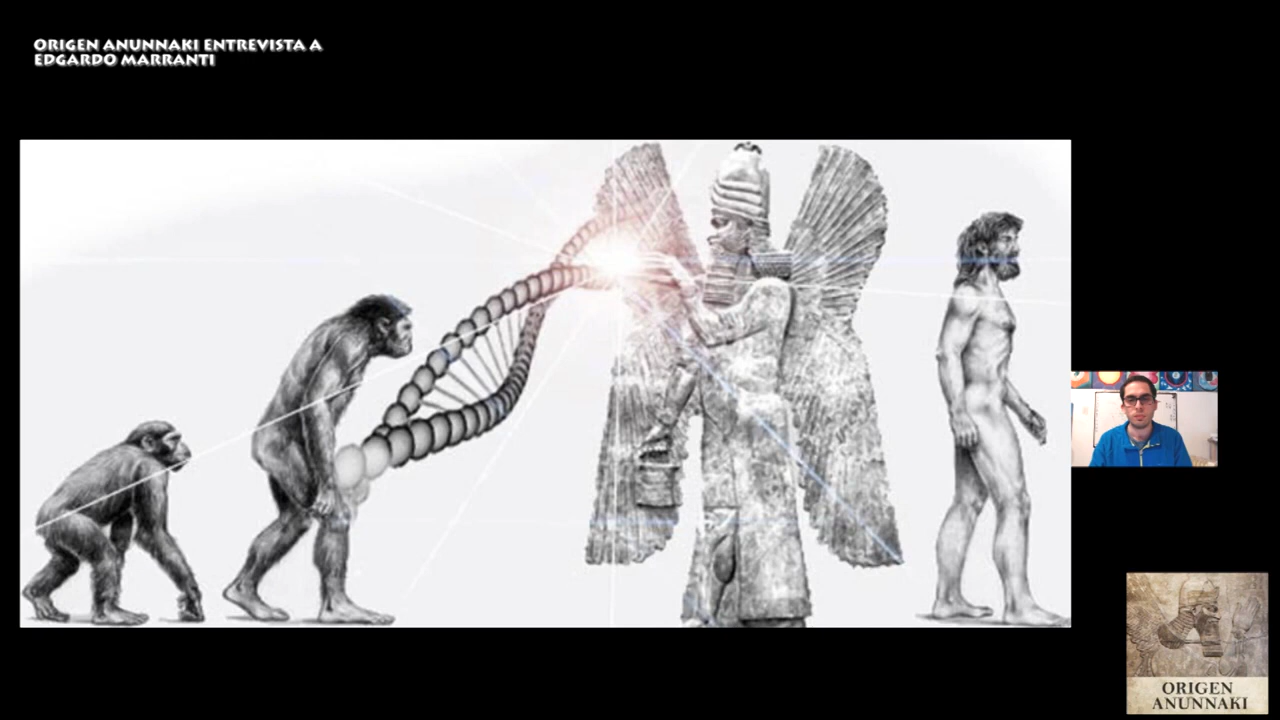 ORIGEN ANUNNAKI ENTREVISTA A
EDGARDO MARRANTI
ORIGEN
ANUNNAKI